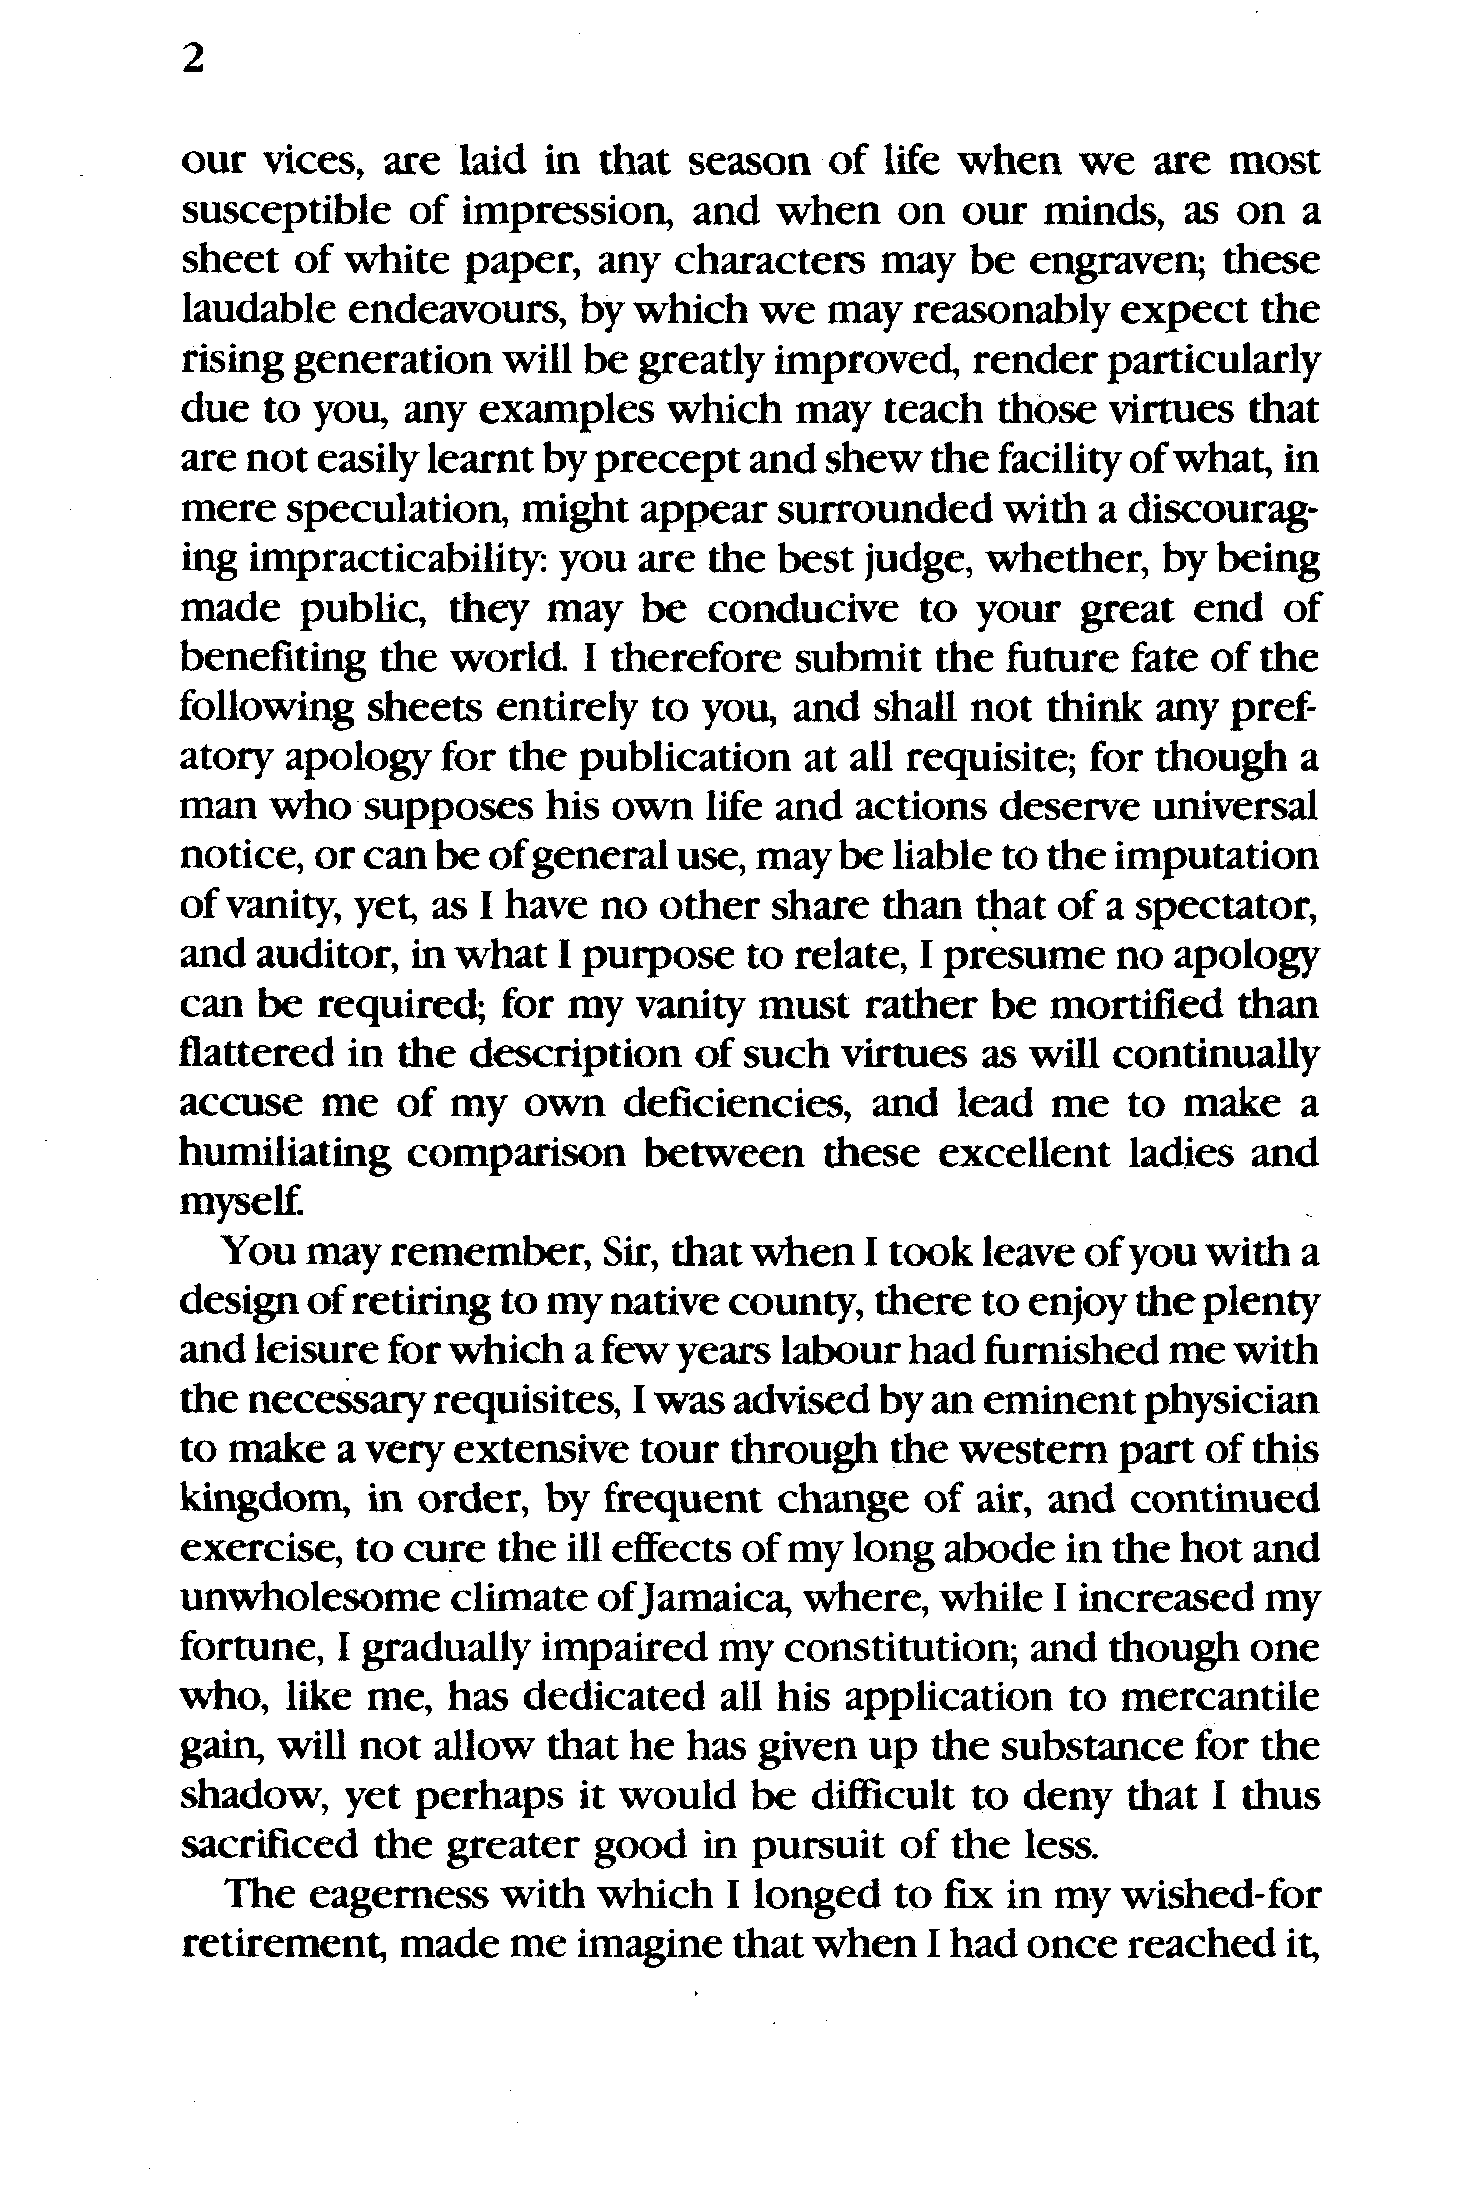 2
our vices, are laid in that season of life when we are most
susceptible of impression, and when on our minds, as on a
sheet of white paper, any characters may be engraven; these
laudable endeavours, by which we may reasonably expect the
rising generation will be greatly improved, render particularly
due to you, any examples which may teach those virtues that
are not easily learnt by precept and shew the facility of what, in
mere speculation, might appear surrounded with a discourag-
ing impracticability: you are the best judge, whether, by being
made public, they may be conducive to your great end of
benefiting the world. I therefore submit the future fate of the
following sheets entirely to you, and shall not think any pref-
atory apology for the publication at all requisite; for though a
man who supposes his own life and actions deserve universal
notice, or can be of general use, may be liable to the imputation
of vanity, yet, as I have no other share than that of a spectator,
and auditor, in what I purpose to relate, I presume no apology
can be required; for my vanity must rather be mortified than
flattered in the description of such virtues as will continually
accuse me of my own deficiencies, and lead me to make a
humiliating comparison between these excellent ladies and
myself.
You may remember, Sir, that when I took leave of you with a
design of retiring to my native county, there to enjoy the plenty
and leisure for which a few years labour had furnished me with
the necessary requisites, I was advised by an eminent physician
to make a very extensive tour through the western part of this
kingdom, in order, by frequent change of air, and continued
exercise, to cure the ill effects of my long abode in the hot and
unwholesome climate of Jamaica, where, while I increased my
fortune, I gradually impaired my constitution; and though one
who, like me, has dedicated all his application to mercantile
gain, will not allow that he has given up the substance for the
shadow, yet perhaps it would be difficult to deny that I thus
sacrificed the greater good in pursuit of the less.
The eagerness with which I longed to fix in my wished-for
retirement, made me imagine that when I had once reached it,